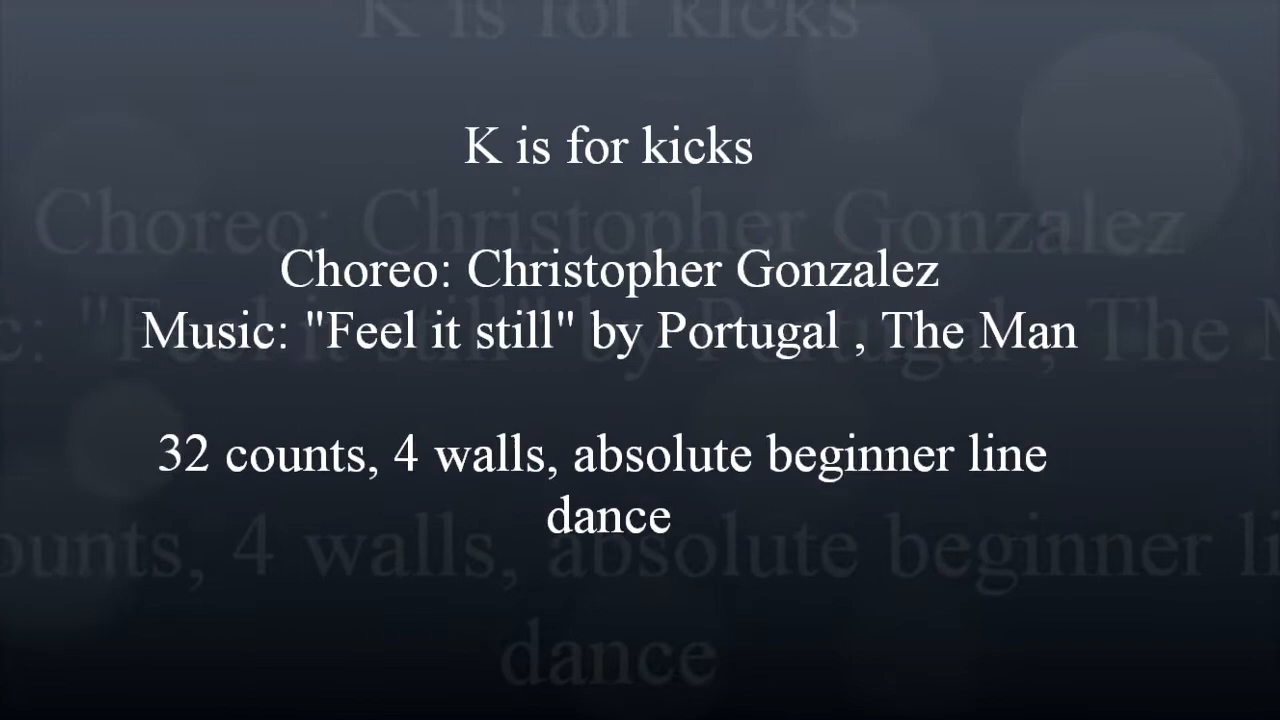 K is for kicks
Choreo: Christopher Gonzalez
Music: "Feel it still" by Portugal , The Man
32 counts, 4 walls, absolute beginner line
dance